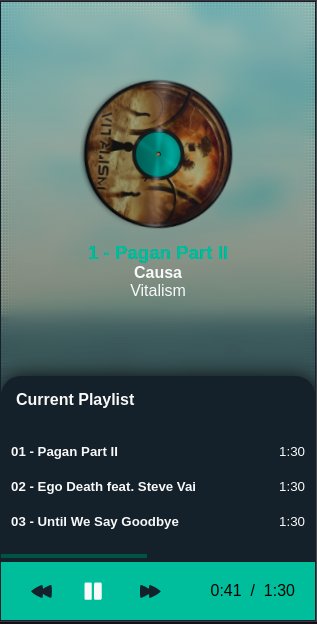 VITALISM
1 - Pagan Part II
Causa
Vitalism
Current Playlist
01 - Pagan Part II 1:30
02 - Ego Death feat. Steve Vai 1:30
03 - Until We Say Goodbye 1:30
0:41 / 1:30